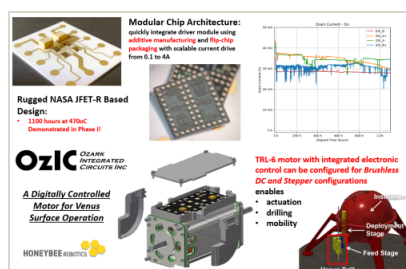 Modular Chip Architecture:
quickly integrate driver module using
additive manufacturing and flip-chip
packaging with scalable current drive
from 0.1 to 4A
Drain Current - On
Rugged NASA JFET-R Based
Design:
• 1100 hours at 470oC
Demonstrated in Phase II
OzIC
OZARK
INTEGRATED
CIRCUITS
INC
A Digitally Controlled
Motor for Venus
Surface Operation
HONEYBEE ROBOTICS
TRL-6 motor with integrated electronic
control can be configured for Brushless
DC and Stepper configurations
enables
• actuation
• drilling
• mobility
Deployment
Stage
Feed Stage